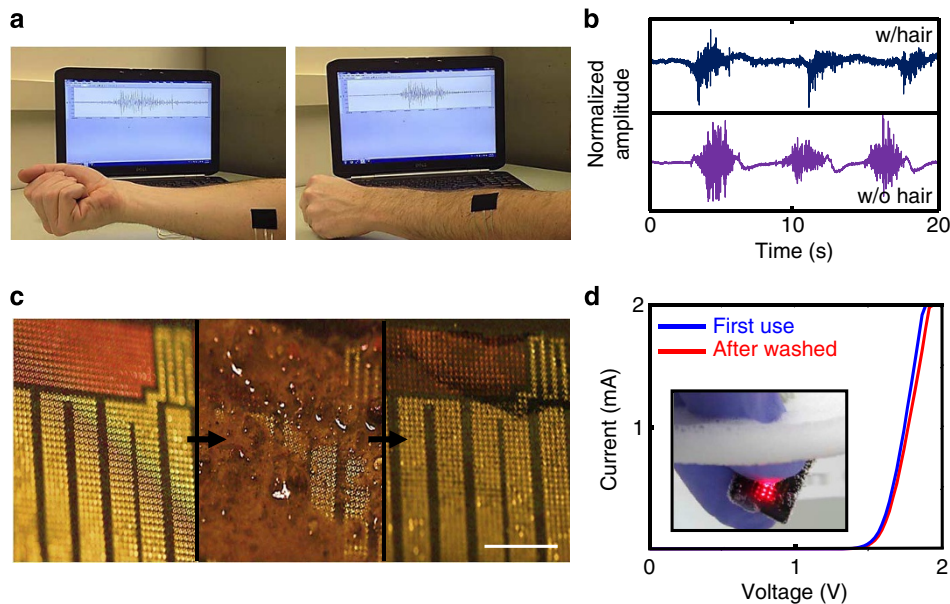 a
b
w/hair
w/o hair
Normalized
amplitude
0
10
20
Time (s)
c
d
First use
After washed
Current (mA)
2
1
0
1
2
Voltage (V)